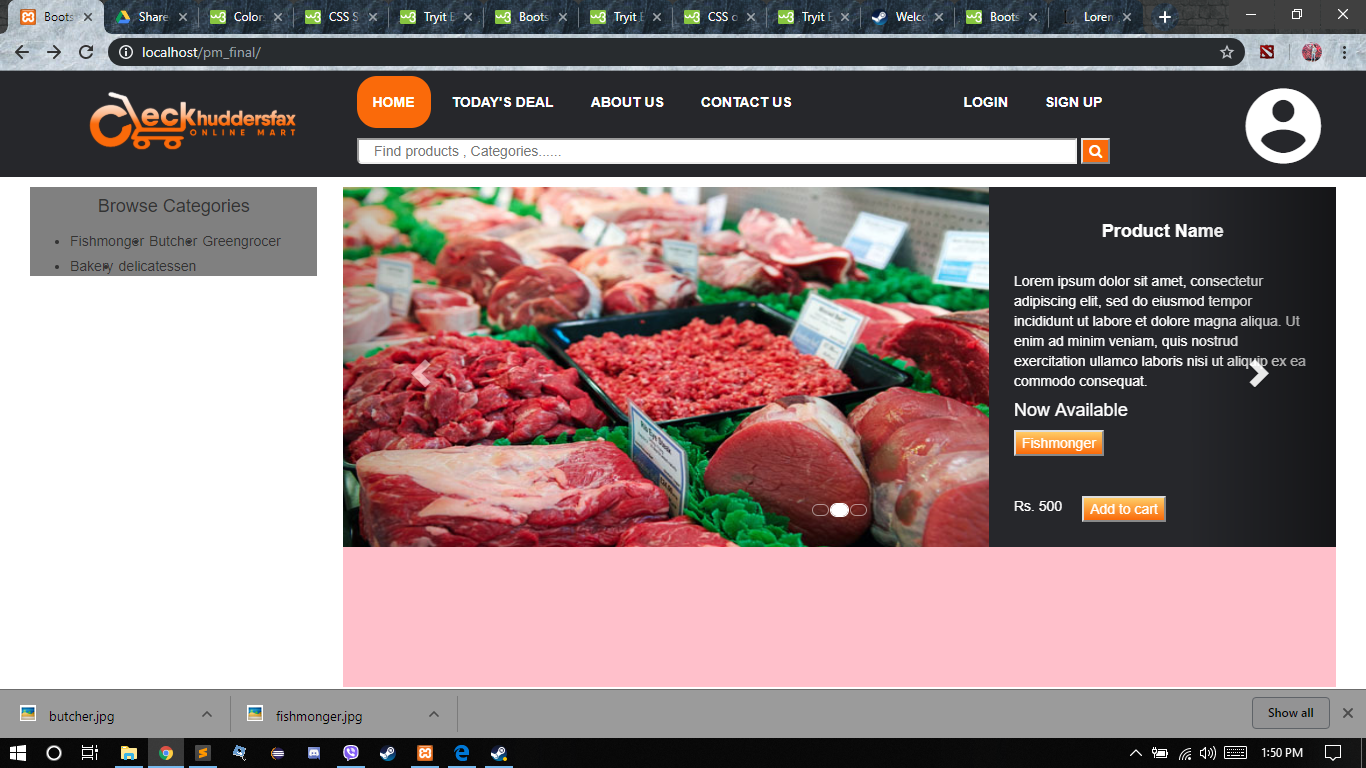 Boots
Share
Color
CSS S
Tryit E
Boots
Tryit E
CSS c
Tryit E
Welco
Boots
Loren
localhost/pm_final/
eckhuddersfax
ONLINE MART
HOME
TODAY'S DEAL
ABOUT US
CONTACT US
LOGIN
SIGN UP
Find products , Categories......
Browse Categories
Fishmonger Butcher Greengrocer
Bakery delicatessen
Product Name
Lorem ipsum dolor sit amet, consectetur
adipiscing elit, sed do eiusmod tempor
incididunt ut labore et dolore magna aliqua. Ut
enim ad minim veniam, quis nostrud
exercitation ullamco laboris nisi ut aliquip ex ea
commodo consequat.
Now Available
Fishmonger
Rs. 500
Add to cart
butcher.jpg
fishmonger.jpg
Show all
1:50 PM